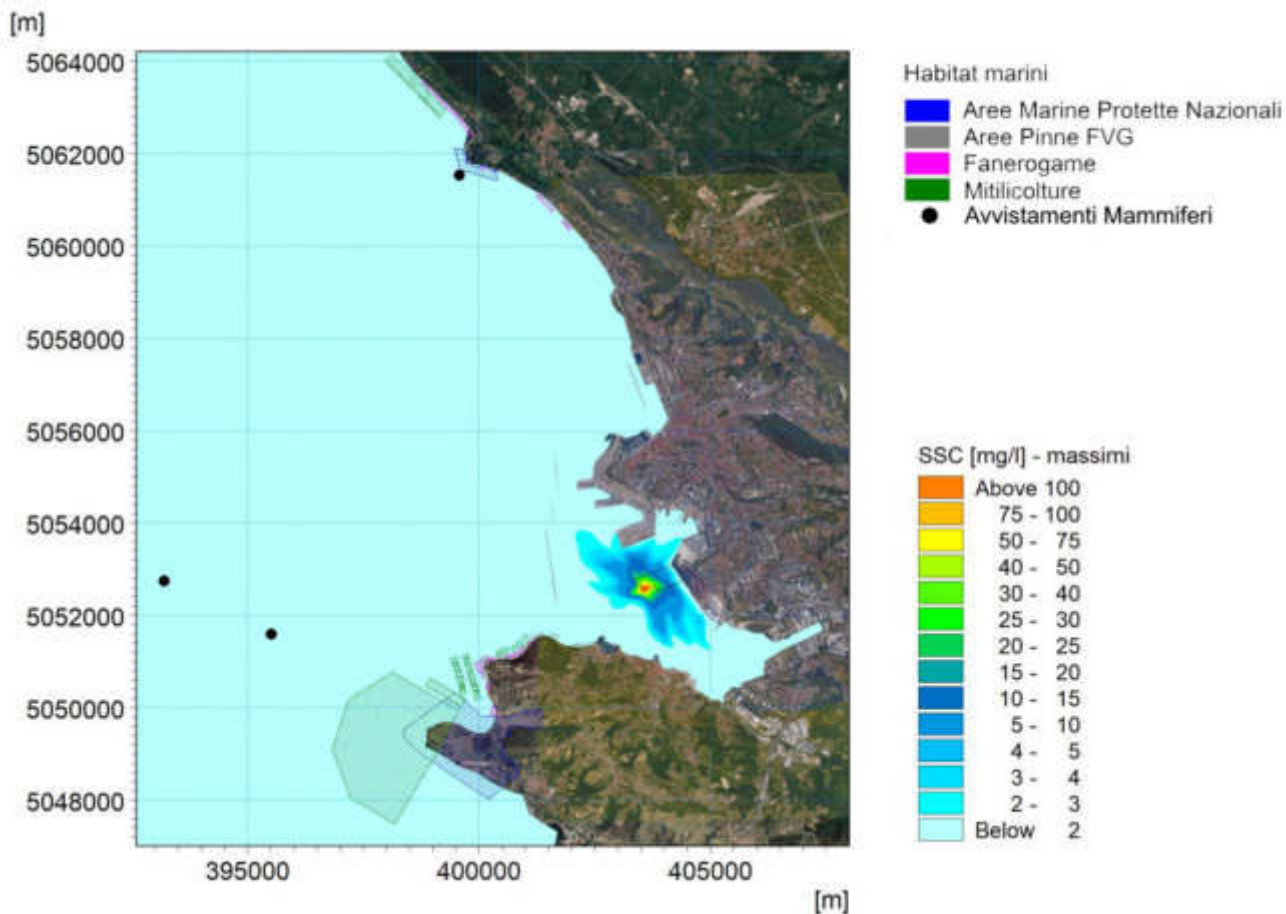 [m]
5064000
5062000
5060000
5058000
5056000
5054000
5052000
5050000
5048000
395000 400000 405000
[m]
Habitat marini
Aree Marine Protette Nazionali
Aree Pinne FVG
Fanerogame
Mitilicolture
Avvistamenti Mammiferi
SSC [mg/l] - massimi
Above 100
75 - 100
50 - 75
40 - 50
30 - 40
25 - 30
20 - 25
15 - 20
10 - 15
5 - 10
4 - 5
3 - 4
2 - 3
Below 2